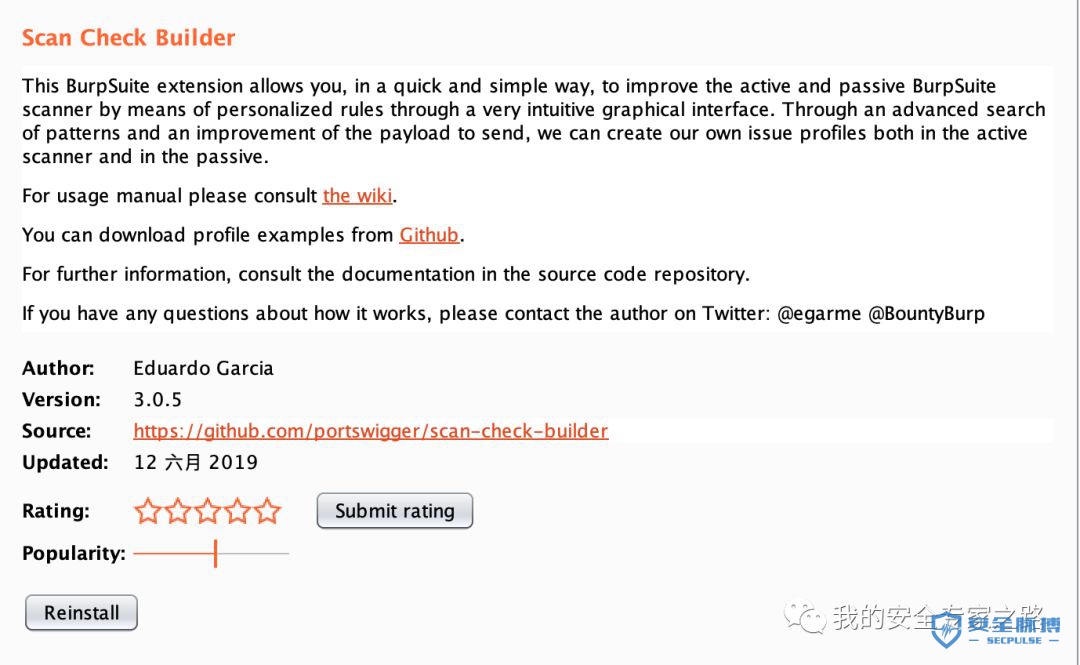 Scan Check Builder
This BurpSuite extension allows you, in a quick and simple way, to improve the active and passive BurpSuite
scanner by means of personalized rules through a very intuitive graphical interface. Through an advanced search
of patterns and an improvement of the payload to send, we can create our own issue profiles both in the active
scanner and in the passive.
For usage manual please consult the wiki.
You can download profile examples from Github.
For further information, consult the documentation in the source code repository.
If you have any questions about how it works, please contact the author on Twitter: @egarme @BountyBurp
Author: Eduardo Garcia
Version: 3.0.5
Source: https://github.com/portswigger/scan-check-builder
Updated: 12 六月 2019
Rating: Submit rating
Popularity:
Reinstall
我的安全专家之路
安全脉搏
SECPULSE